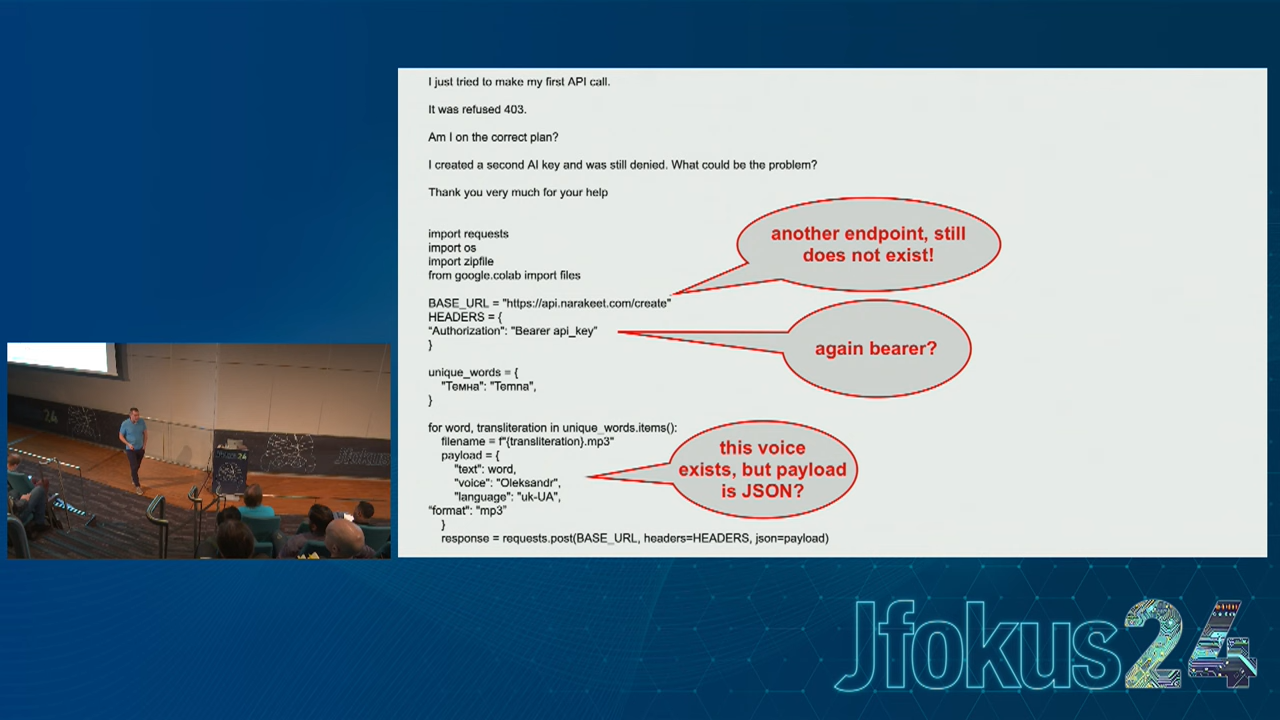 I just tried to make my first API call.
It was refused 403.
Am I on the correct plan?
I created a second AI key and was still denied. What could be the problem?
Thank you very much for your help
import requests
import os
import zipfile
from google.colab import files
BASE_URL = "https://api.narakeet.com/create"
HEADERS = {
"Authorization": "Bearer api_key"
}
unique_words = {
"Темна": "Temna",
}
for word, transliteration in unique_words.items():
filename = f"{transliteration}.mp3"
payload = {
"text": word,
"voice": "Oleksandr",
"language": "uk-UA",
"format": "mp3"
}
response = requests.post(BASE_URL, headers=HEADERS, json=payload)
another endpoint, still
does not exist!
again bearer?
this voice
exists, but payload
is JSON?
Jfokus24